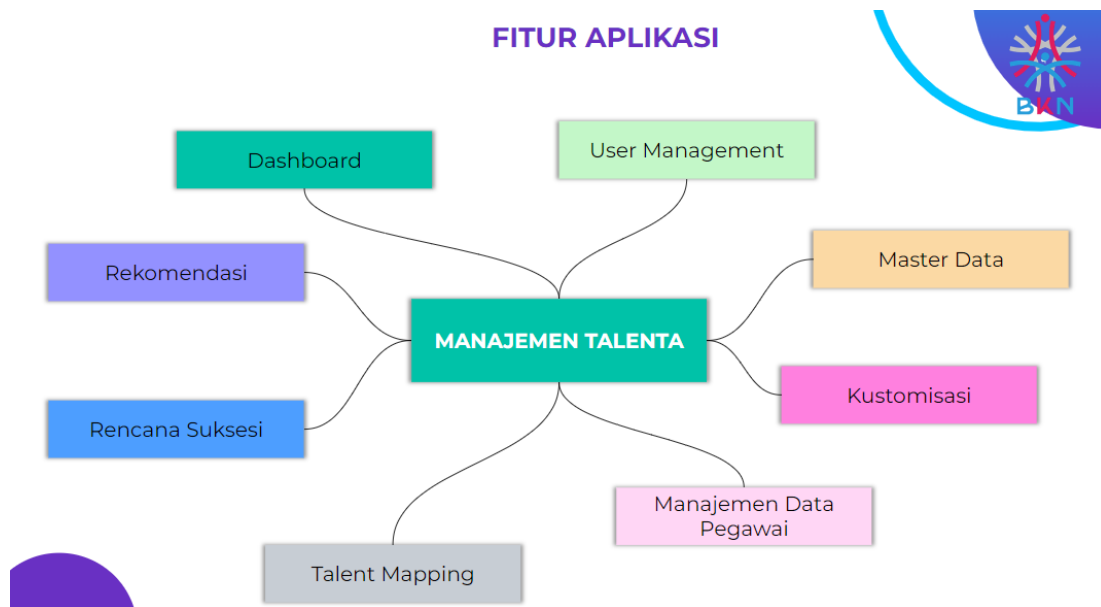 FITUR APLIKASI
BKN
Dashboard
User Management
Rekomendasi
Master Data
MANAJEMEN TALENTA
Kustomisasi
Rencana Suksesi
Manajemen Data
Pegawai
Talent Mapping